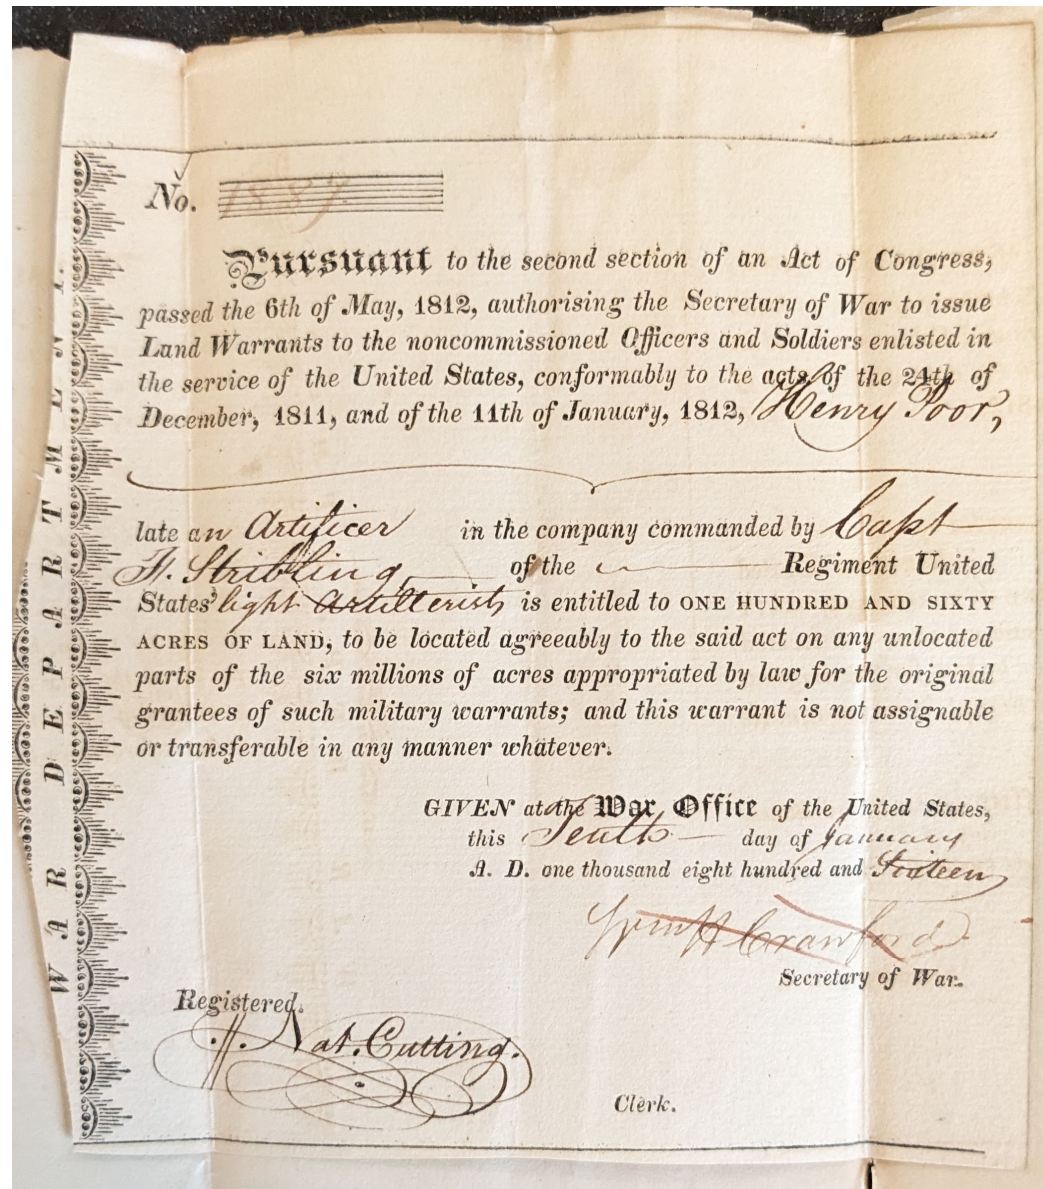 No. 1887.
Pursuant to the second section of an Act of Congress,
passed the 6th of May, 1812, authorising the Secretary of War to issue
Land Warrants to the noncommissioned Officers and Soldiers enlisted in
the service of the United States, conformably to the acts of the 24th of
December, 1811, and of the 11th of January, 1812, Henry Poor,
late an Artificer in the company commanded by Capt
F. Stribling, of the Regiment United
States' light Artillerists is entitled to ONE HUNDRED AND SIXTY
ACRES OF LAND, to be located agreeably to the said act on any unlocated
parts of the six millions of acres appropriated by law for the original
grantees of such military warrants; and this warrant is not assignable
or transferable in any manner whatever.
GIVEN at the War Office of the United States,
this Tenth day of January
A. D. one thousand eight hundred and Sixteen
Wm H Crawford
Secretary of War.
Registered.
Nat. Cutting.
Clerk.
WAR DEPARTMENT.